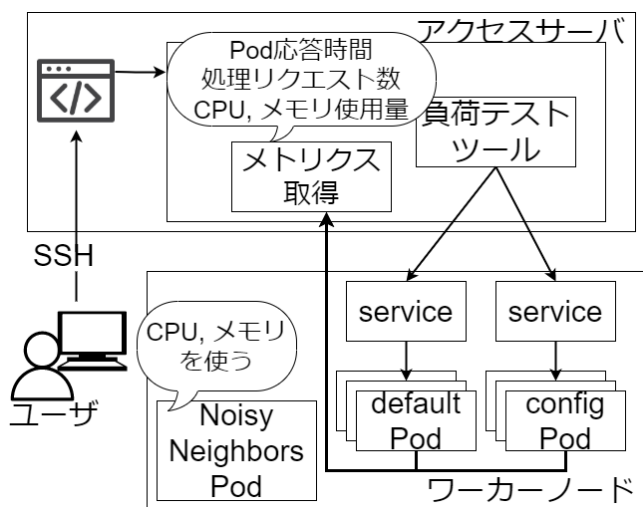 アクセスサーバ
Pod応答時間
処理リクエスト数
CPU, メモリ使用量
</>
負荷テスト
ツール
メトリクス
取得
SSH
service
service
CPU, メモリ
を使う
ユーザ
default
Pod
config
Pod
Noisy
Neighbors
Pod
ワーカーノード